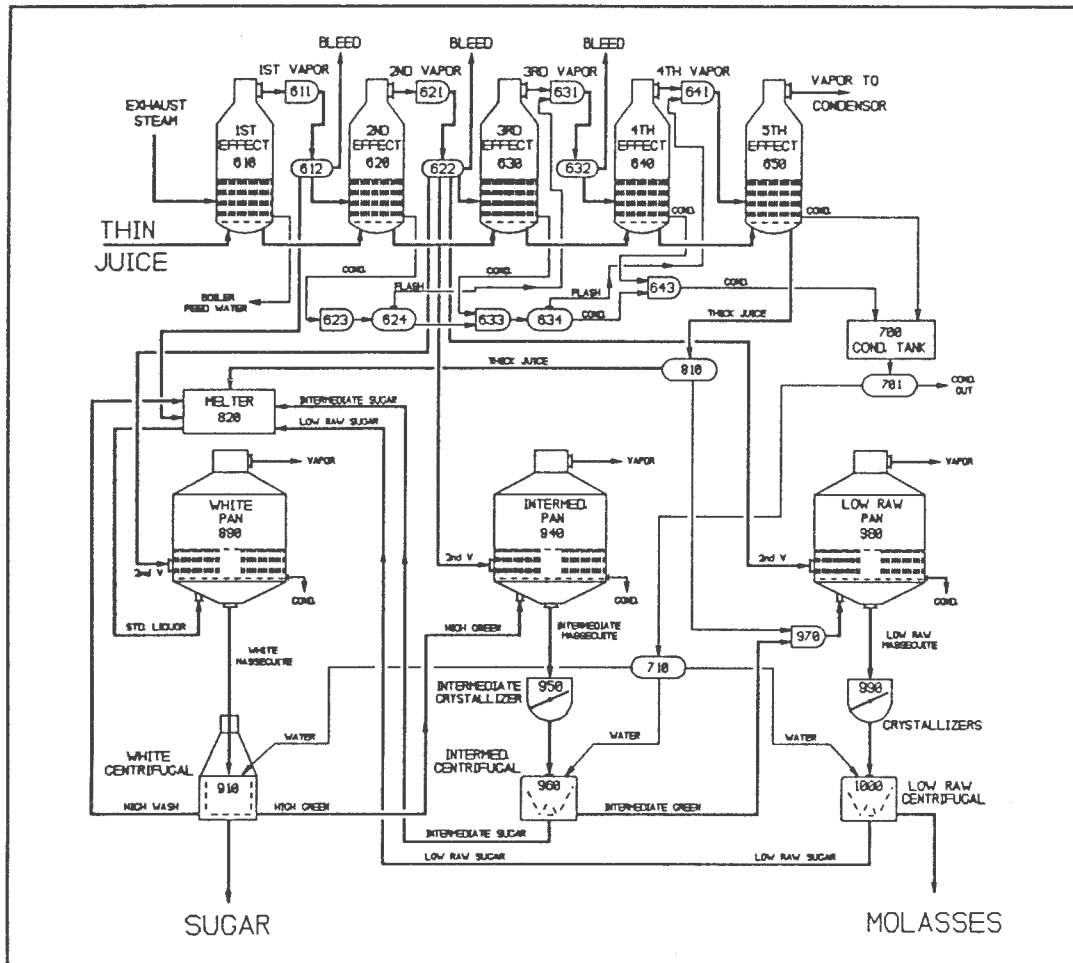 BLEED
BLEED
BLEED
1ST VAPOR
2ND VAPOR
3RD VAPOR
4TH VAPOR
VAPOR TO
CONDENSOR
611
621
631
641
EXHAUST
STEAM
1ST
EFFECT
610
2ND
EFFECT
620
3RD
EFFECT
630
4TH
EFFECT
640
5TH
EFFECT
650
612
622
632
COND.
COND.
THIN
JUICE
COND.
COND.
FLASH
FLASH
BOILER
FEED WATER
623
624
633
634
COND.
643
COND.
THICK JUICE
700
COND. TANK
THICK JUICE
810
701
COND.
OUT
MELTER
820
INTERMEDIATE SUGAR
LOW RAW SUGAR
VAPOR
VAPOR
VAPOR
WHITE
PAN
890
INTERMED.
PAN
940
LOW RAW
PAN
980
2nd V
2nd V
2nd V
COND.
COND.
COND.
STD. LIQUOR
HIGH GREEN
INTERMEDIATE
MASSECUITE
970
LOW RAW
MASSECUITE
WHITE
MASSECUITE
710
INTERMEDIATE
CRYSTALLIZER
950
990
CRYSTALLIZERS
WATER
WATER
WATER
WHITE
CENTRIFUGAL
910
INTERMED.
CENTRIFUGAL
960
1000
LOW RAW
CENTRIFUGAL
HIGH WASH
HIGH GREEN
INTERMEDIATE GREEN
INTERMEDIATE SUGAR
LOW RAW SUGAR
LOW RAW SUGAR
SUGAR
MOLASSES